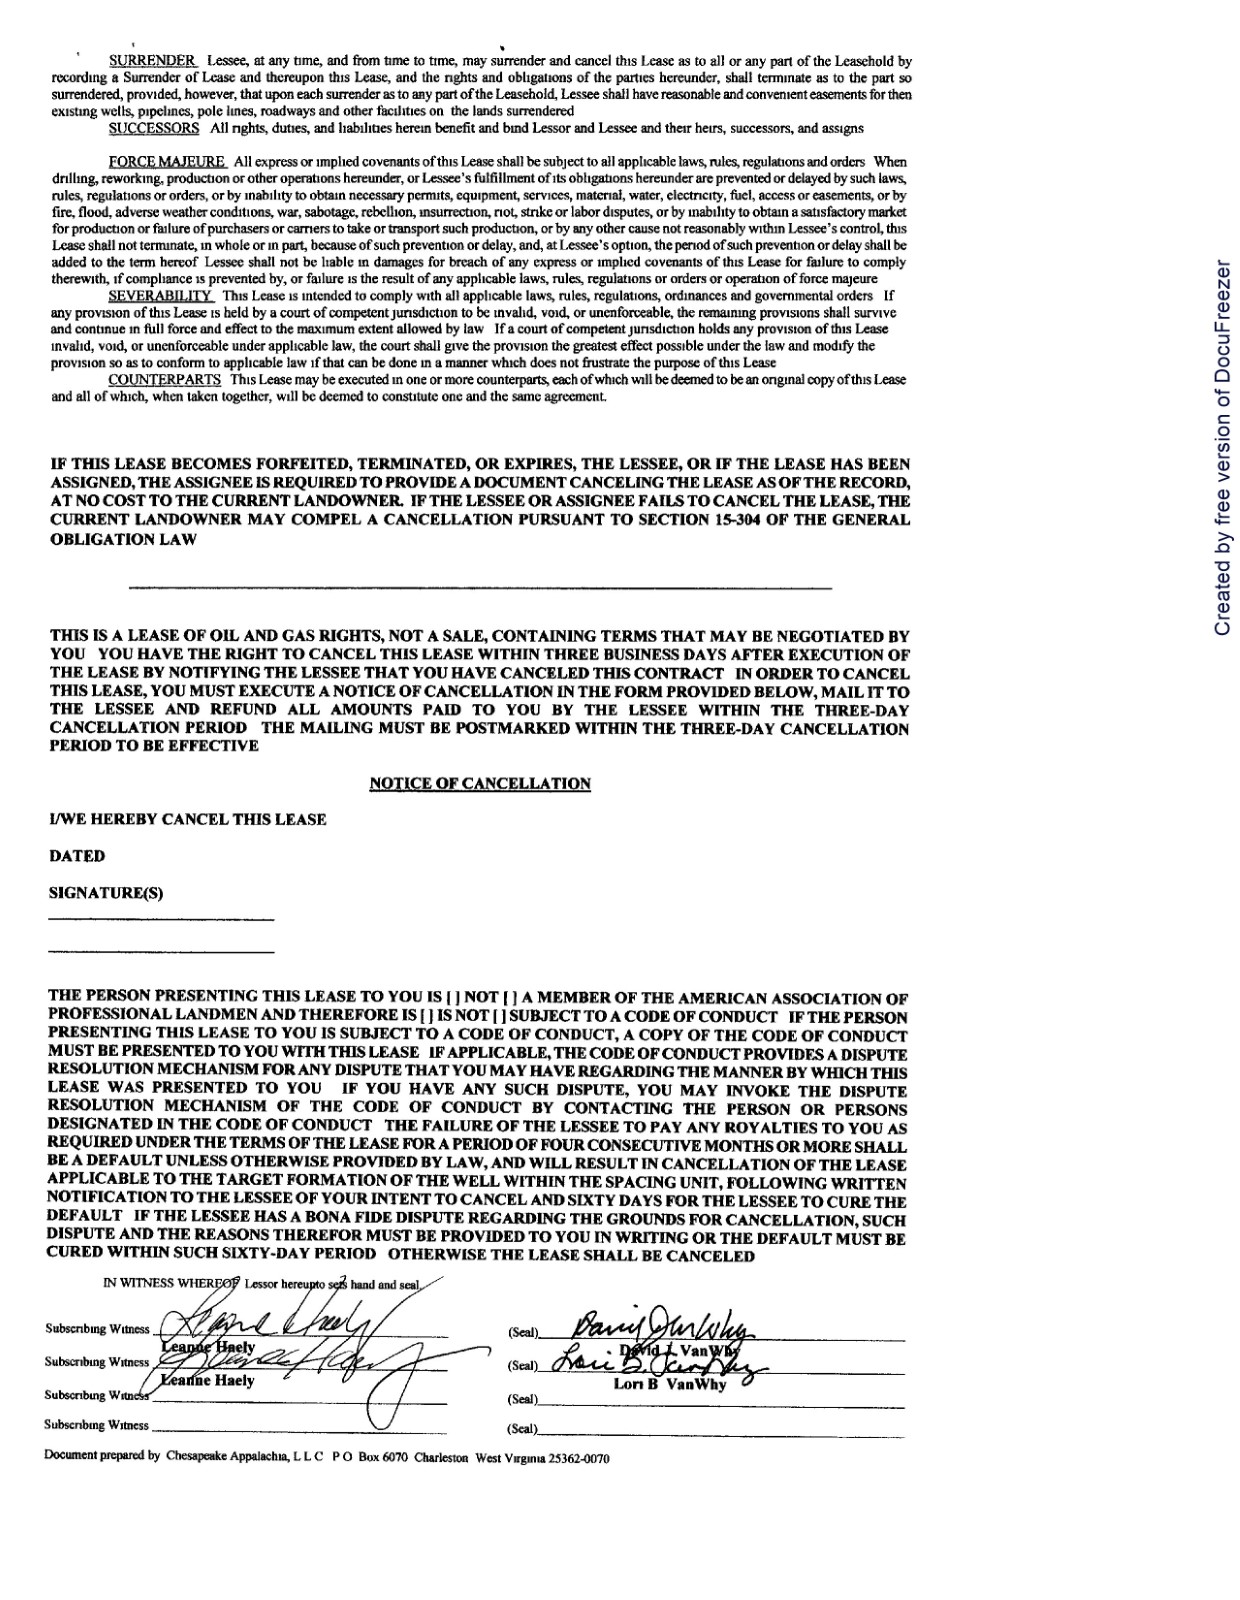 SURRENDER Lessee, at any time, and from time to time, may surrender and cancel this Lease as to all or any part of the Leasehold by
recording a Surrender of Lease and thereupon this Lease, and the rights and obligations of the parties hereunder, shall terminate as to the part so
surrendered, provided, however, that upon each surrender as to any part of the Leasehold, Lessee shall have reasonable and convenient easements for then
existing wells, pipelines, pole lines, roadways and other facilities on the lands surrendered
SUCCESSORS All rights, duties, and liabilities herein benefit and bind Lessor and Lessee and their heirs, successors, and assigns
FORCE MAJEURE All express or implied covenants of this Lease shall be subject to all applicable laws, rules, regulations and orders When
drilling, reworking, production or other operations hereunder, or Lessee's fulfillment of its obligations hereunder are prevented or delayed by such laws,
rules, regulations or orders, or by inability to obtain necessary permits, equipment, services, material, water, electricity, fuel, access or easements, or by
fire, flood, adverse weather conditions, war, sabotage, rebellion, insurrection, riot, strike or labor disputes, or by inability to obtain a satisfactory market
for production or failure of purchasers or carriers to take or transport such production, or by any other cause not reasonably within Lessee's control, this
Lease shall not terminate, in whole or in part, because of such prevention or delay, and, at Lessee's option, the period of such prevention or delay shall be
added to the term hereof Lessee shall not be liable in damages for breach of any express or implied covenants of this Lease for failure to comply
therewith, if compliance is prevented by, or failure is the result of any applicable laws, rules, regulations or orders or operation of force majeure
SEVERABILITY This Lease is intended to comply with all applicable laws, rules, regulations, ordinances and governmental orders If
any provision of this Lease is held by a court of competent jurisdiction to be invalid, void, or unenforceable, the remaining provisions shall survive
and continue in full force and effect to the maximum extent allowed by law If a court of competent jurisdiction holds any provision of this Lease
invalid, void, or unenforceable under applicable law, the court shall give the provision the greatest effect possible under the law and modify the
provision so as to conform to applicable law if that can be done in a manner which does not frustrate the purpose of this Lease
COUNTERPARTS This Lease may be executed in one or more counterparts, each of which will be deemed to be an original copy of this Lease
and all of which, when taken together, will be deemed to constitute one and the same agreement.
IF THIS LEASE BECOMES FORFEITED, TERMINATED, OR EXPIRES, THE LESSEE, OR IF THE LEASE HAS BEEN
ASSIGNED, THE ASSIGNEE IS REQUIRED TO PROVIDE A DOCUMENT CANCELING THE LEASE AS OF THE RECORD,
AT NO COST TO THE CURRENT LANDOWNER. IF THE LESSEE OR ASSIGNEE FAILS TO CANCEL THE LEASE, THE
CURRENT LANDOWNER MAY COMPEL A CANCELLATION PURSUANT TO SECTION 15-304 OF THE GENERAL
OBLIGATION LAW
THIS IS A LEASE OF OIL AND GAS RIGHTS, NOT A SALE, CONTAINING TERMS THAT MAY BE NEGOTIATED BY
YOU YOU HAVE THE RIGHT TO CANCEL THIS LEASE WITHIN THREE BUSINESS DAYS AFTER EXECUTION OF
THE LEASE BY NOTIFYING THE LESSEE THAT YOU HAVE CANCELED THIS CONTRACT IN ORDER TO CANCEL
THIS LEASE, YOU MUST EXECUTE A NOTICE OF CANCELLATION IN THE FORM PROVIDED BELOW, MAIL IT TO
THE LESSEE AND REFUND ALL AMOUNTS PAID TO YOU BY THE LESSEE WITHIN THE THREE-DAY
CANCELLATION PERIOD THE MAILING MUST BE POSTMARKED WITHIN THE THREE-DAY CANCELLATION
PERIOD TO BE EFFECTIVE
NOTICE OF CANCELLATION
I/WE HEREBY CANCEL THIS LEASE
DATED
SIGNATURE(S)
THE PERSON PRESENTING THIS LEASE TO YOU IS [ ] NOT [ ] A MEMBER OF THE AMERICAN ASSOCIATION OF
PROFESSIONAL LANDMEN AND THEREFORE IS [ ] IS NOT [ ] SUBJECT TO A CODE OF CONDUCT IF THE PERSON
PRESENTING THIS LEASE TO YOU IS SUBJECT TO A CODE OF CONDUCT, A COPY OF THE CODE OF CONDUCT
MUST BE PRESENTED TO YOU WITH THIS LEASE IF APPLICABLE, THE CODE OF CONDUCT PROVIDES A DISPUTE
RESOLUTION MECHANISM FOR ANY DISPUTE THAT YOU MAY HAVE REGARDING THE MANNER BY WHICH THIS
LEASE WAS PRESENTED TO YOU IF YOU HAVE ANY SUCH DISPUTE, YOU MAY INVOKE THE DISPUTE
RESOLUTION MECHANISM OF THE CODE OF CONDUCT BY CONTACTING THE PERSON OR PERSONS
DESIGNATED IN THE CODE OF CONDUCT THE FAILURE OF THE LESSEE TO PAY ANY ROYALTIES TO YOU AS
REQUIRED UNDER THE TERMS OF THE LEASE FOR A PERIOD OF FOUR CONSECUTIVE MONTHS OR MORE SHALL
BE A DEFAULT UNLESS OTHERWISE PROVIDED BY LAW, AND WILL RESULT IN CANCELLATION OF THE LEASE
APPLICABLE TO THE TARGET FORMATION OF THE WELL WITHIN THE SPACING UNIT, FOLLOWING WRITTEN
NOTIFICATION TO THE LESSEE OF YOUR INTENT TO CANCEL AND SIXTY DAYS FOR THE LESSEE TO CURE THE
DEFAULT IF THE LESSEE HAS A BONA FIDE DISPUTE REGARDING THE GROUNDS FOR CANCELLATION, SUCH
DISPUTE AND THE REASONS THEREFOR MUST BE PROVIDED TO YOU IN WRITING OR THE DEFAULT MUST BE
CURED WITHIN SUCH SIXTY-DAY PERIOD OTHERWISE THE LEASE SHALL BE CANCELED
IN WITNESS WHEREOF Lessor hereunto sets hand and seal.
Subscribing Witness (Seal)
Leanne Haely David J. VanWhy
Subscribing Witness (Seal)
Leanne Haely Lori B VanWhy
Subscribing Witness (Seal)
Subscribing Witness (Seal)
Document prepared by Chesapeake Appalachia, L L C P O Box 6070 Charleston West Virginia 25362-0070
Created by free version of DocuFreezer